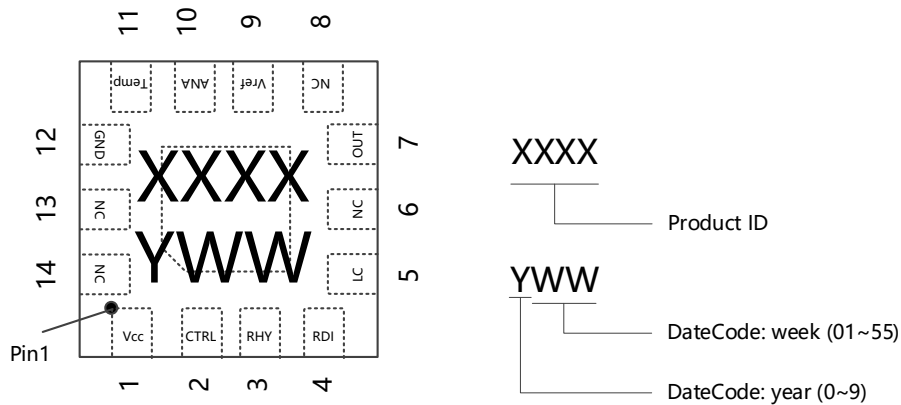 11 10 9 8
Temp ANA Vref NC
12 GND OUT 7
13 NC NC 6
14 NC LC 5
XXXX
YWW
Pin1
Vcc CTRL RHY RDI
1 2 3 4
XXXX
Product ID
YWW
DateCode: week (01~55)
DateCode: year (0~9)